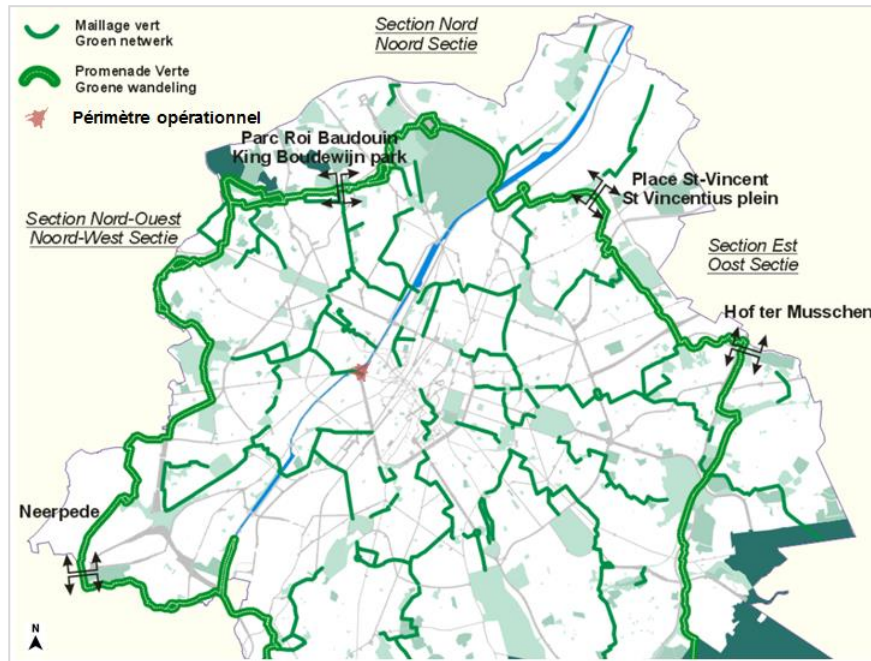 Maillage vert
Groen netwerk
Promenade Verte
Groene wandeling
Périmètre opérationnel
Section Nord
Noord Sectie
Parc Roi Baudouin
King Boudewijn park
Place St-Vincent
St Vincentius plein
Section Nord-Ouest
Noord-West Sectie
Section Est
Oost Sectie
Hof ter Musschen
Neerpede
N